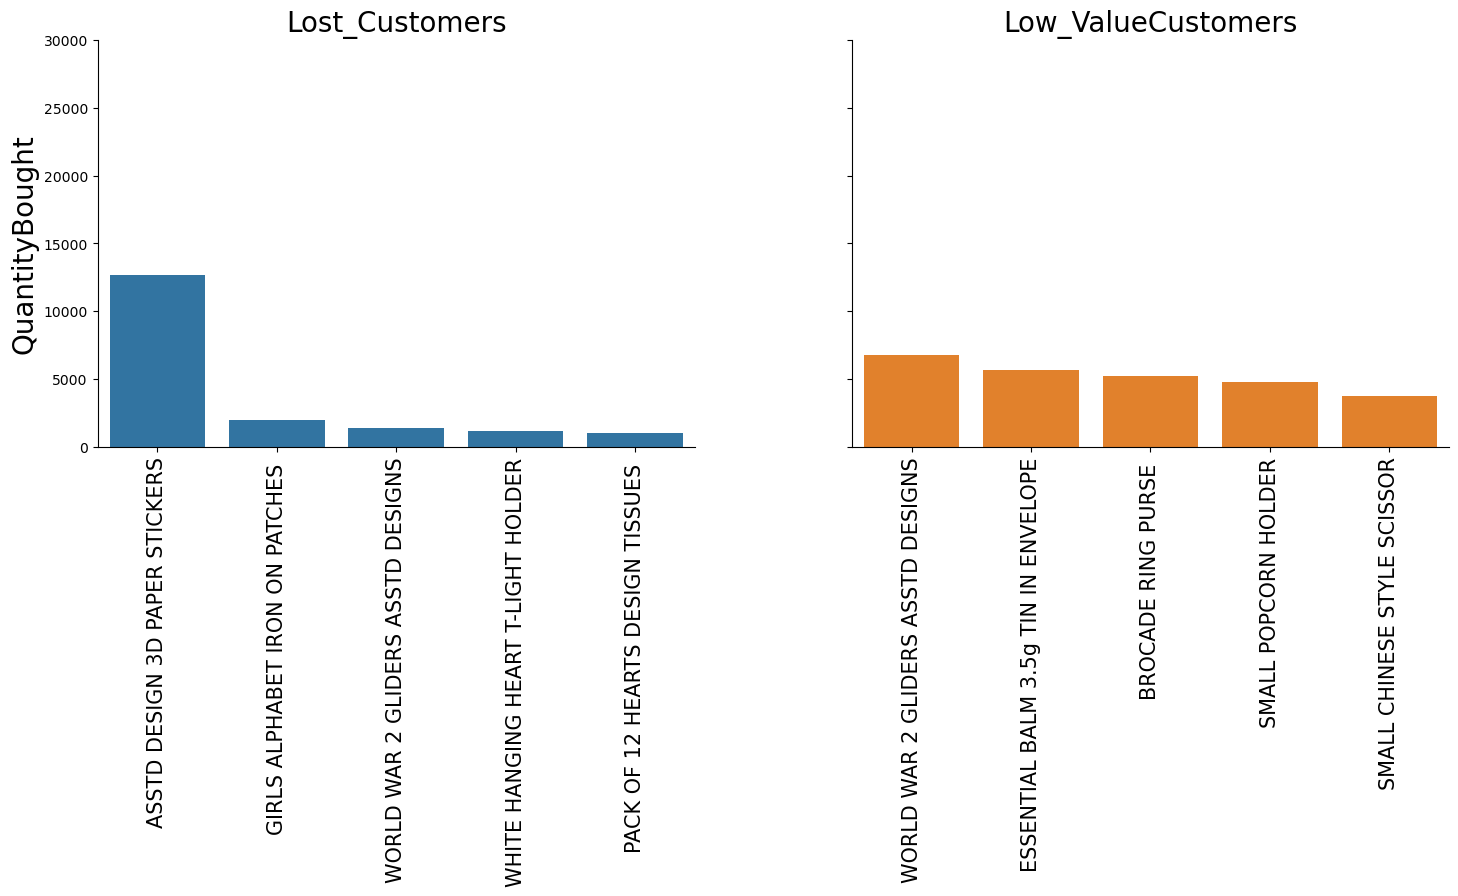 Lost_Customers
Low_ValueCustomers
QuantityBought
30000
25000
20000
15000
10000
5000
0
ASSTD DESIGN 3D PAPER STICKERS
GIRLS ALPHABET IRON ON PATCHES
WORLD WAR 2 GLIDERS ASSTD DESIGNS
WHITE HANGING HEART T-LIGHT HOLDER
PACK OF 12 HEARTS DESIGN TISSUES
WORLD WAR 2 GLIDERS ASSTD DESIGNS
ESSENTIAL BALM 3.5g TIN IN ENVELOPE
BROCADE RING PURSE
SMALL POPCORN HOLDER
SMALL CHINESE STYLE SCISSOR